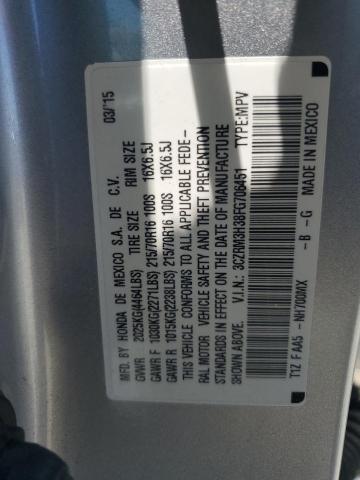 MFD. BY HONDA DE MEXICO S.A. DE C.V. 03/15
GVWR 2025KG(4464LBS) TIRE SIZE RIM SIZE
GAWR F 1030KG(2271LBS) 215/70R16 100S 16X6.5J
GAWR R 1015KG(2238LBS) 215/70R16 100S 16X6.5J
THIS VEHICLE CONFORMS TO ALL APPLICABLE FEDE-
RAL MOTOR VEHICLE SAFETY AND THEFT PREVENTION
STANDARDS IN EFFECT ON THE DATE OF MANUFACTURE
SHOWN ABOVE. V.I.N.: 3CZRM3H38FG706451 TYPE:MPV
T1Z F AA5 -NH700MX -B -G MADE IN MEXICO